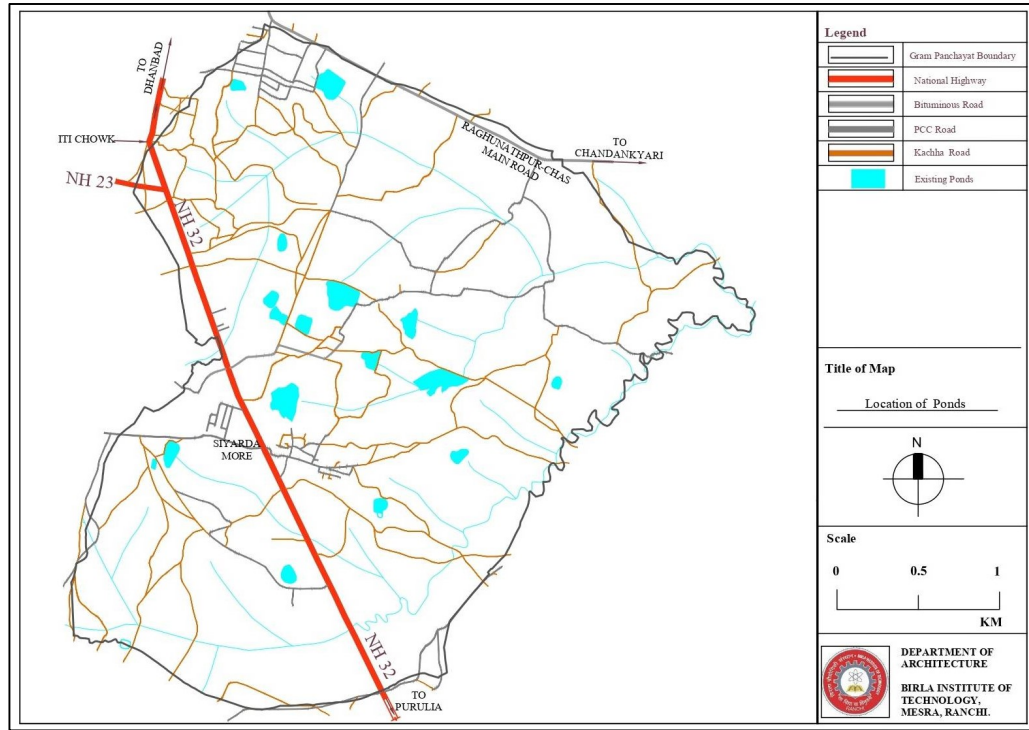 TO
DHANBAD
ITI CHOWK
NH 23
NH 32
RAGHUNATHPUR-CHAS
MAIN ROAD
TO
CHANDANKYARI
SIYARDA
MORE
NH 32
TO
PURULIA
Legend
Gram Panchayat Boundary
National Highway
Bituminous Road
PCC Road
Kachha Road
Existing Ponds
Title of Map
Location of Ponds
N
Scale
0 0.5 1
KM
DEPARTMENT OF
ARCHITECTURE
BIRLA INSTITUTE OF
TECHNOLOGY,
MESRA, RANCHI.
RANCHI